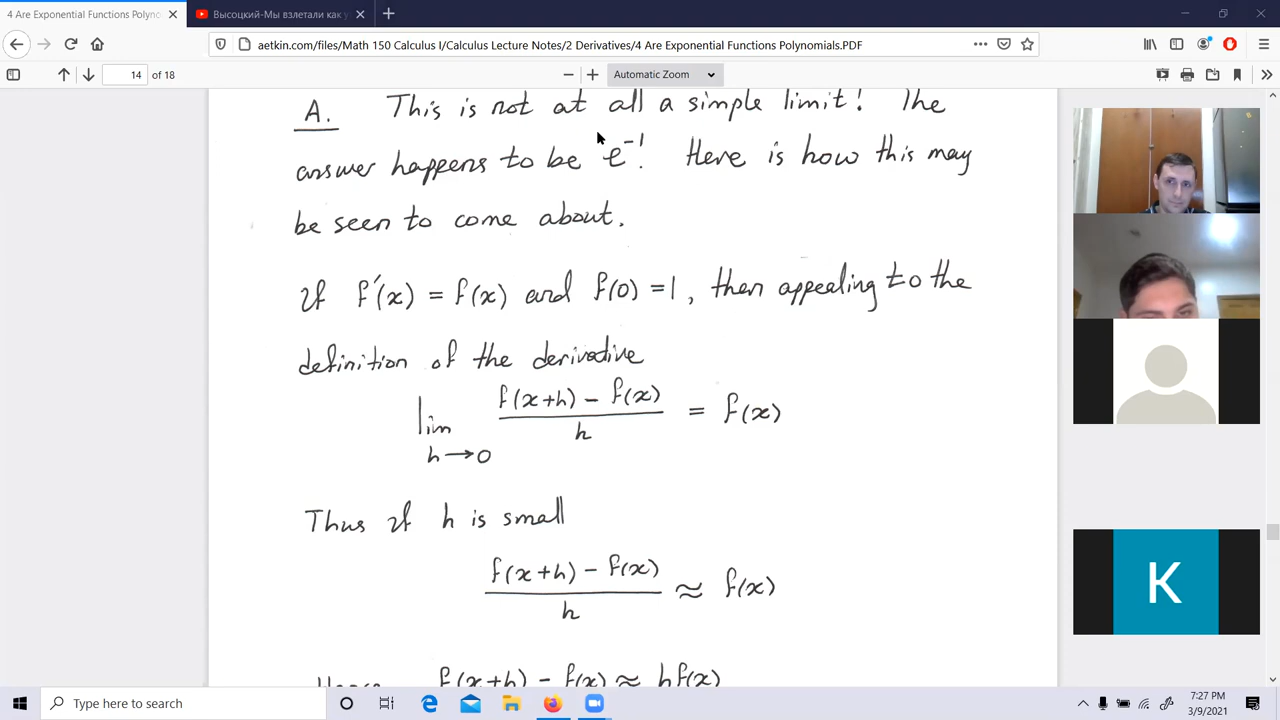 4 Are Exponential Functions Polyno
Высоцкий-Мы взлетали как у
aetkin.com/files/Math 150 Calculus I/Calculus Lecture Notes/2 Derivatives/4 Are Exponential Functions Polynomials.PDF
14 of 18
Automatic Zoom
A. This is not at all a simple limit! The
answer happens to be e⁻¹! Here is how this may
be seen to come about.
If f′(x) = f(x) and f(0) = 1, then appealing to the
definition of the derivative
lim h→0 (f(x+h) − f(x))/h = f(x)
Thus if h is small
(f(x+h) − f(x))/h ≈ f(x)
Hence f(x+h) − f(x) ≈ hf(x)
K
Type here to search
7:27 PM
3/9/2021